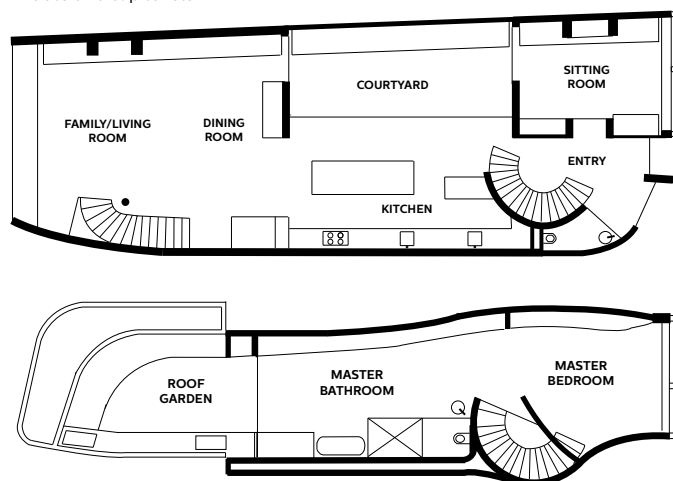 COURTYARD
SITTING
ROOM
FAMILY/LIVING
ROOM
DINING
ROOM
ENTRY
KITCHEN
ROOF
GARDEN
MASTER
BATHROOM
MASTER
BEDROOM